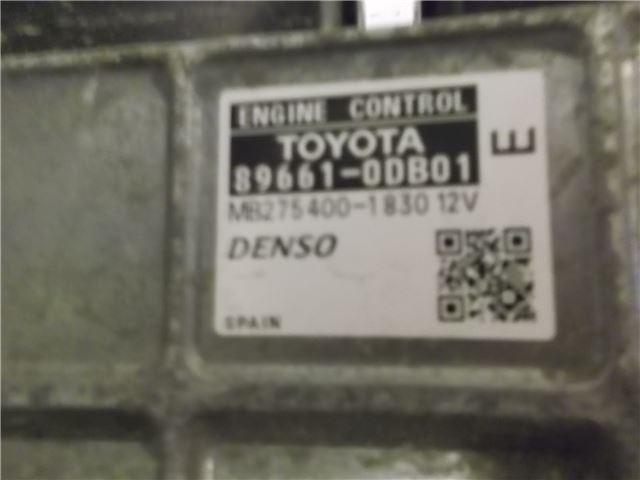 ENGINE CONTROL
TOYOTA
89661-0DB01
E
MB275400-1830 12V
DENSO
SPAIN